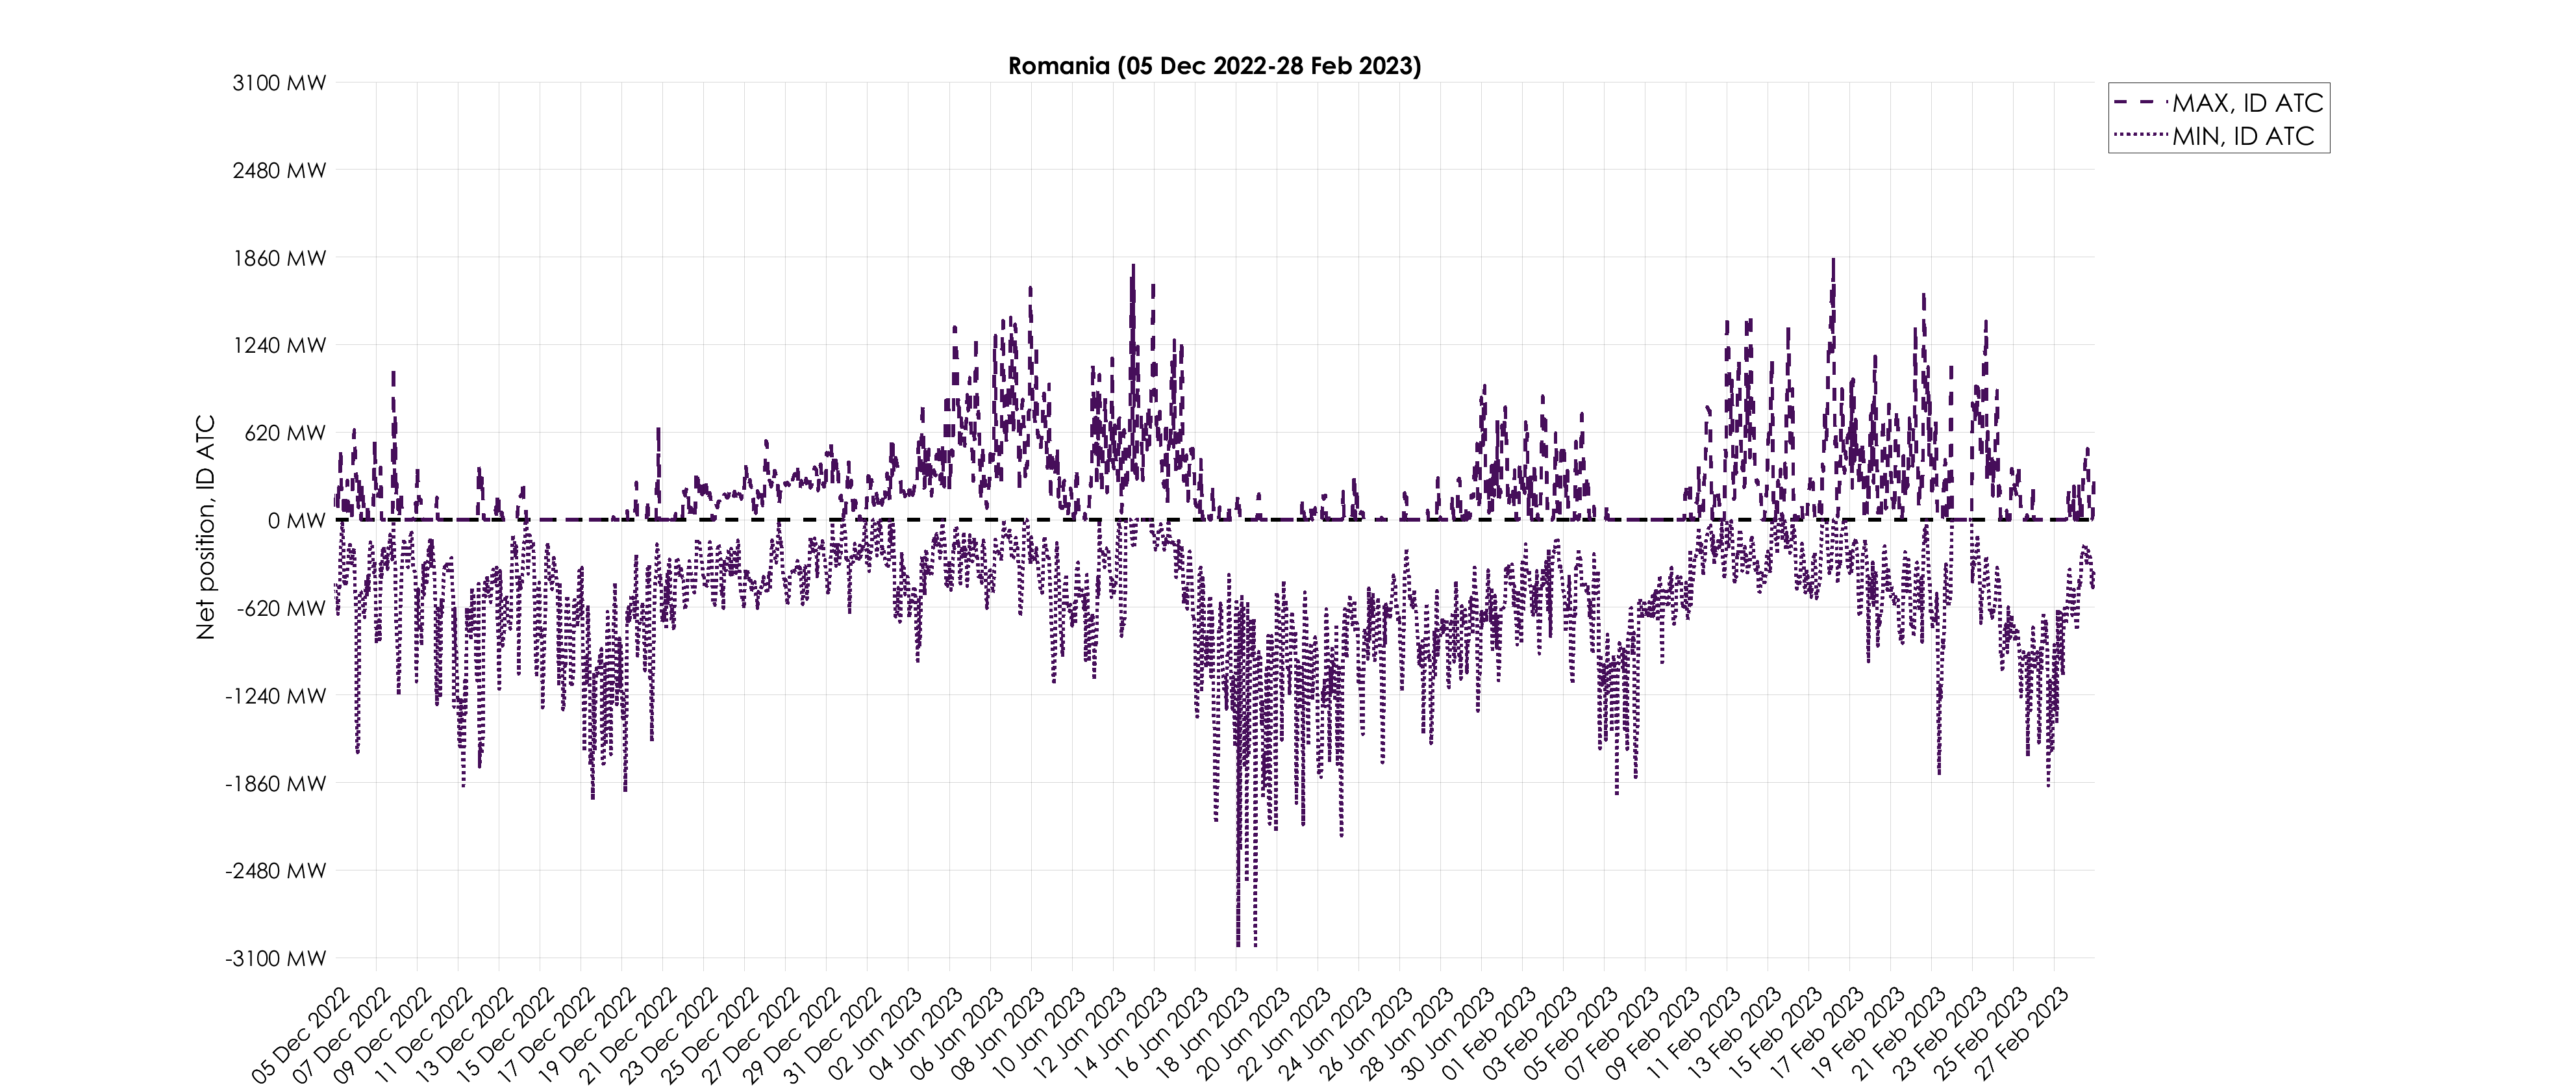 Romania (05 Dec 2022-28 Feb 2023)
3100 MW
2480 MW
1860 MW
1240 MW
620 MW
0 MW
-620 MW
-1240 MW
-1860 MW
-2480 MW
-3100 MW
Net position, ID ATC
MAX, ID ATC
MIN, ID ATC
05 Dec 2022
07 Dec 2022
09 Dec 2022
11 Dec 2022
13 Dec 2022
15 Dec 2022
17 Dec 2022
19 Dec 2022
21 Dec 2022
23 Dec 2022
25 Dec 2022
27 Dec 2022
29 Dec 2022
31 Dec 2022
02 Jan 2023
04 Jan 2023
06 Jan 2023
08 Jan 2023
10 Jan 2023
12 Jan 2023
14 Jan 2023
16 Jan 2023
18 Jan 2023
20 Jan 2023
22 Jan 2023
24 Jan 2023
26 Jan 2023
28 Jan 2023
30 Jan 2023
01 Feb 2023
03 Feb 2023
05 Feb 2023
07 Feb 2023
09 Feb 2023
11 Feb 2023
13 Feb 2023
15 Feb 2023
17 Feb 2023
19 Feb 2023
21 Feb 2023
23 Feb 2023
25 Feb 2023
27 Feb 2023